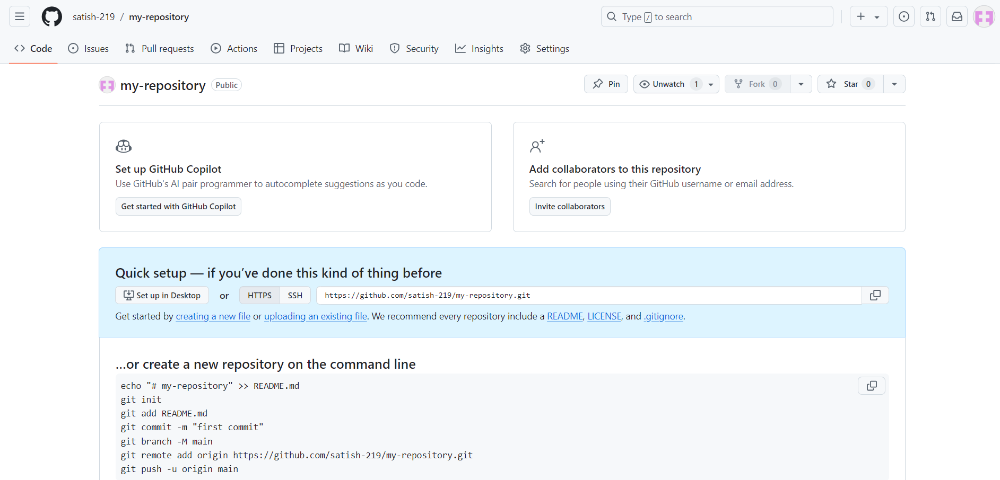 satish-219 / my-repository
Type / to search
Code Issues Pull requests Actions Projects Wiki Security Insights Settings
my-repository Public
Pin Unwatch 1 Fork 0 Star 0
Set up GitHub Copilot
Use GitHub's AI pair programmer to autocomplete suggestions as you code.
Get started with GitHub Copilot
Add collaborators to this repository
Search for people using their GitHub username or email address.
Invite collaborators
Quick setup — if you’ve done this kind of thing before
Set up in Desktop or HTTPS SSH https://github.com/satish-219/my-repository.git
Get started by creating a new file or uploading an existing file. We recommend every repository include a README, LICENSE, and .gitignore.
…or create a new repository on the command line
echo "# my-repository" >> README.md
git init
git add README.md
git commit -m "first commit"
git branch -M main
git remote add origin https://github.com/satish-219/my-repository.git
git push -u origin main